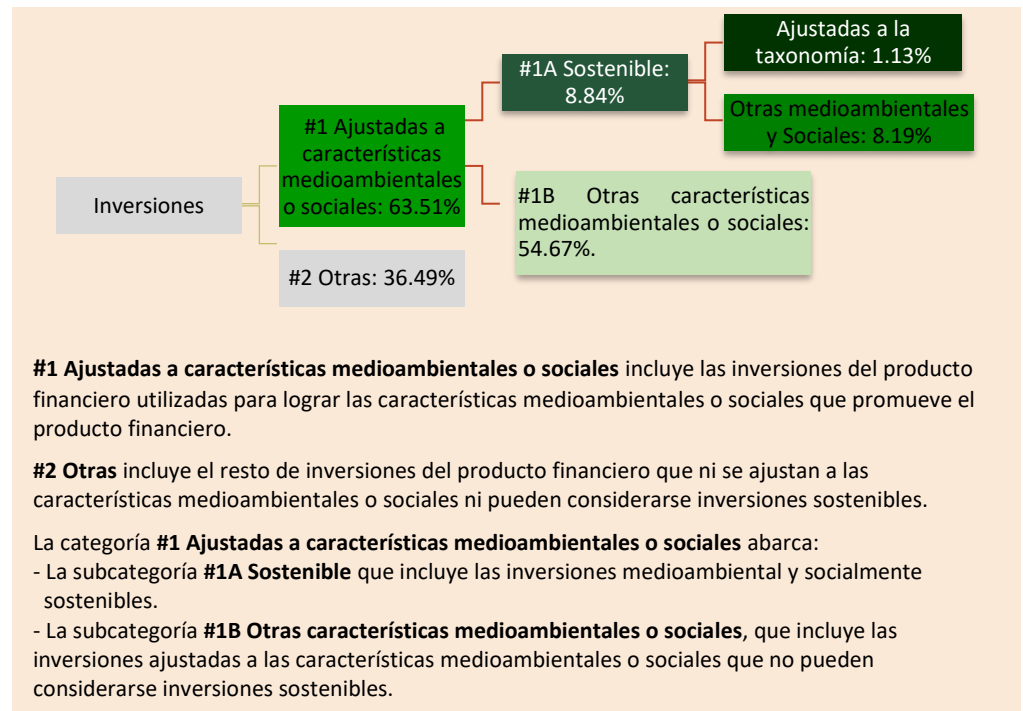 Inversiones
#1 Ajustadas a
características
medioambientales
o sociales: 63.51%
#2 Otras: 36.49%
#1A Sostenible:
8.84%
#1B Otras características
medioambientales o sociales:
54.67%.
Ajustadas a la
taxonomía: 1.13%
Otras medioambientales
y Sociales: 8.19%
#1 Ajustadas a características medioambientales o sociales incluye las inversiones del producto
financiero utilizadas para lograr las características medioambientales o sociales que promueve el
producto financiero.
#2 Otras incluye el resto de inversiones del producto financiero que ni se ajustan a las
características medioambientales o sociales ni pueden considerarse inversiones sostenibles.
La categoría #1 Ajustadas a características medioambientales o sociales abarca:
- La subcategoría #1A Sostenible que incluye las inversiones medioambiental y socialmente
sostenibles.
- La subcategoría #1B Otras características medioambientales o sociales, que incluye las
inversiones ajustadas a las características medioambientales o sociales que no pueden
considerarse inversiones sostenibles.